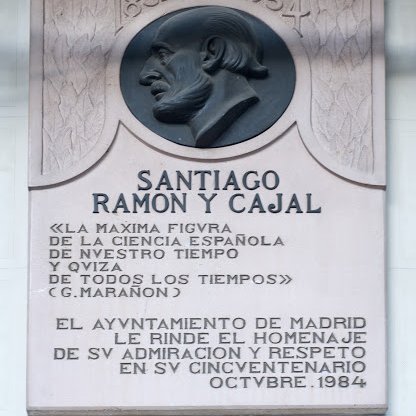 SANTIAGO
RAMON Y CAJAL
«LA MAXIMA FIGVRA
DE LA CIENCIA ESPAÑOLA
DE NVESTRO TIEMPO
Y QVIZA
DE TODOS LOS TIEMPOS»
(G. MARAÑON)
EL AYVNTAMIENTO DE MADRID
LE RINDE EL HOMENAJE
DE SV ADMIRACION Y RESPETO
EN SV CINCVENTENARIO
OCTVBRE.1984